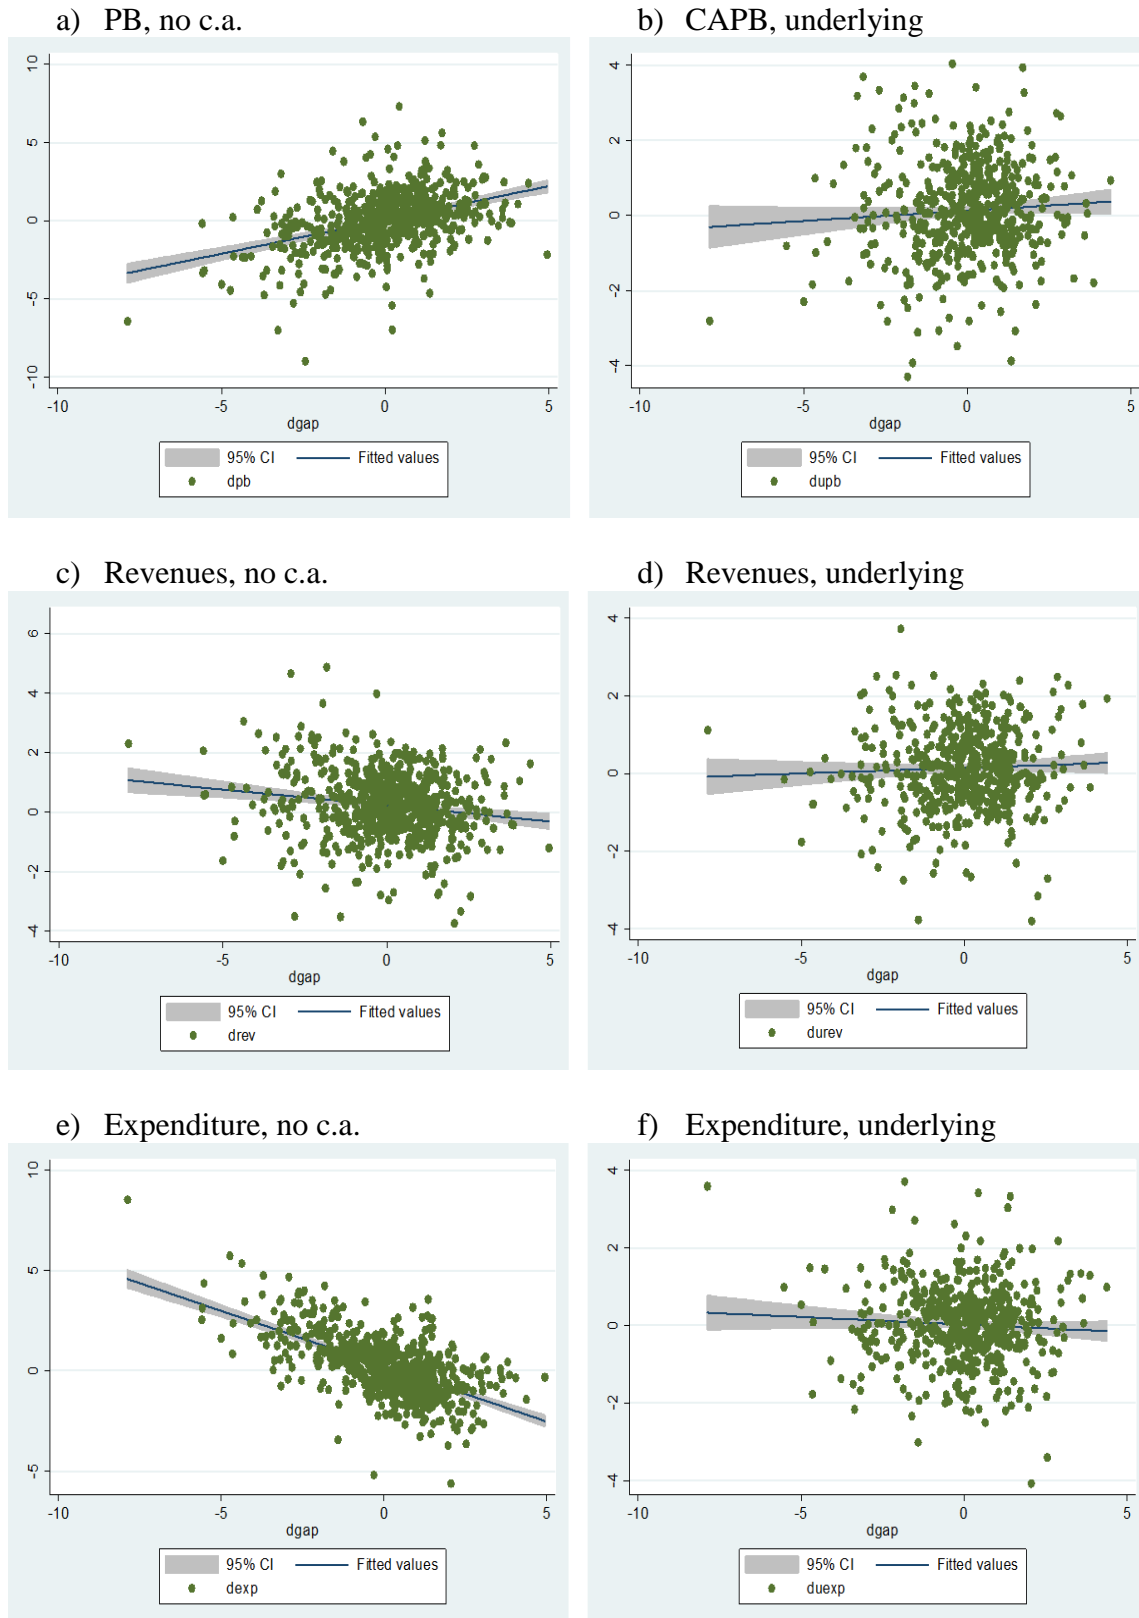 a) PB, no c.a.
b) CAPB, underlying
10
5
0
-5
-10
-10
-5
0
5
dgap
95% CI
Fitted values
dpb
4
2
0
-2
-4
-10
-5
0
5
dgap
95% CI
Fitted values
dupb
c) Revenues, no c.a.
d) Revenues, underlying
6
4
2
0
-2
-4
-10
-5
0
5
dgap
95% CI
Fitted values
drev
4
2
0
-2
-4
-10
-5
0
5
dgap
95% CI
Fitted values
durev
e) Expenditure, no c.a.
f) Expenditure, underlying
10
5
0
-5
-10
-5
0
5
dgap
95% CI
Fitted values
dexp
4
2
0
-2
-4
-10
-5
0
5
dgap
95% CI
Fitted values
duexp